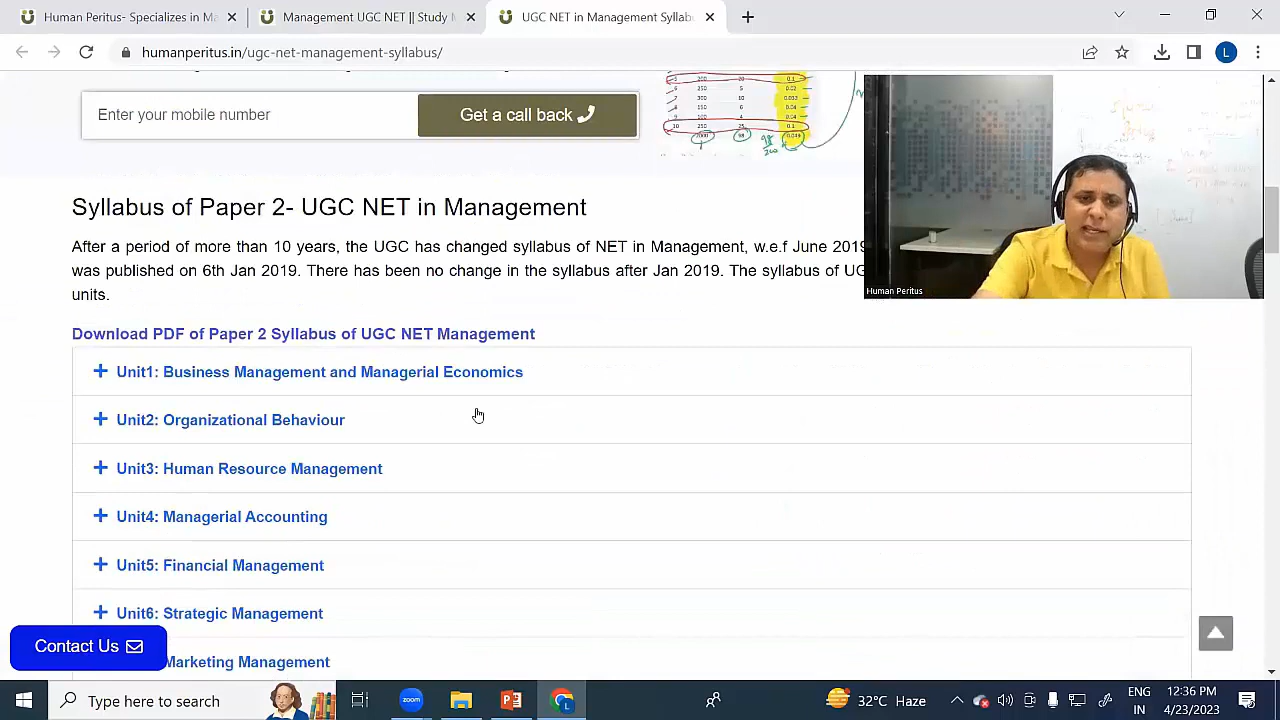 Human Peritus- Specializes in Ma
Management UGC NET || Study M
UGC NET in Management Syllab
humanperitus.in/ugc-net-management-syllabus/
L
Enter your mobile number
Get a call back
Human Peritus
Syllabus of Paper 2- UGC NET in Management
After a period of more than 10 years, the UGC has changed syllabus of NET in Management, w.e.f June 2019
was published on 6th Jan 2019. There has been no change in the syllabus after Jan 2019. The syllabus of UG
units.
Download PDF of Paper 2 Syllabus of UGC NET Management
Unit1: Business Management and Managerial Economics
Unit2: Organizational Behaviour
Unit3: Human Resource Management
Unit4: Managerial Accounting
Unit5: Financial Management
Unit6: Strategic Management
Marketing Management
Contact Us
Type here to search
zoom
32°C Haze
ENG
IN
12:36 PM
4/23/2023